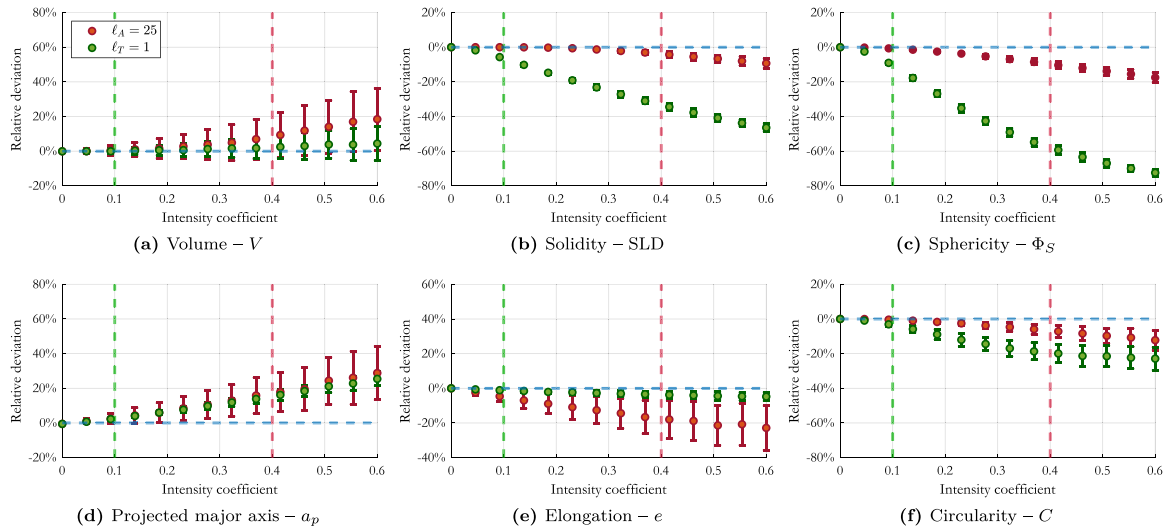 80%
60%
40%
20%
0%
-20%
Relative deviation
ℓ_A = 25
ℓ_T = 1
0 0.1 0.2 0.3 0.4 0.5 0.6
Intensity coefficient
(a) Volume – V
20%
0%
-20%
-40%
-60%
-80%
Relative deviation
0 0.1 0.2 0.3 0.4 0.5 0.6
Intensity coefficient
(b) Solidity – SLD
20%
0%
-20%
-40%
-60%
-80%
Relative deviation
0 0.1 0.2 0.3 0.4 0.5 0.6
Intensity coefficient
(c) Sphericity – Φ_S
80%
60%
40%
20%
0%
-20%
Relative deviation
0 0.1 0.2 0.3 0.4 0.5 0.6
Intensity coefficient
(d) Projected major axis – a_p
60%
40%
20%
0%
-20%
-40%
Relative deviation
0 0.1 0.2 0.3 0.4 0.5 0.6
Intensity coefficient
(e) Elongation – e
20%
0%
-20%
-40%
-60%
-80%
Relative deviation
0 0.1 0.2 0.3 0.4 0.5 0.6
Intensity coefficient
(f) Circularity – C